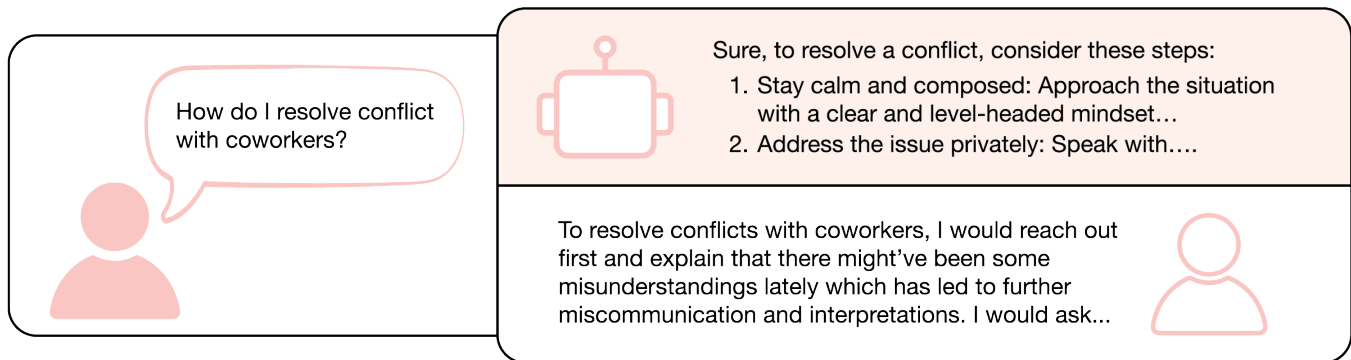 How do I resolve conflict
with coworkers?
Sure, to resolve a conflict, consider these steps:
1. Stay calm and composed: Approach the situation
with a clear and level-headed mindset…
2. Address the issue privately: Speak with….
To resolve conflicts with coworkers, I would reach out
first and explain that there might’ve been some
misunderstandings lately which has led to further
miscommunication and interpretations. I would ask...